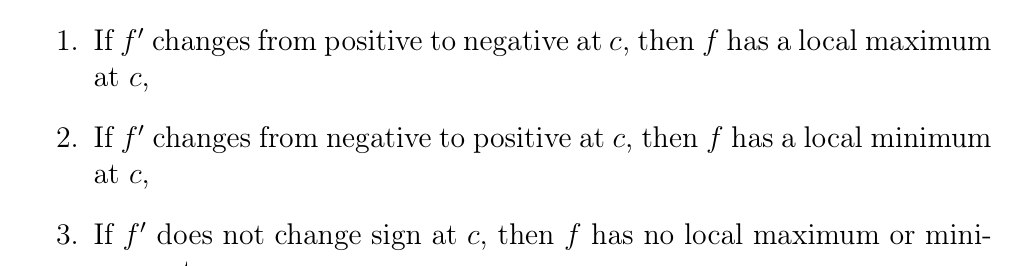 1. If f′ changes from positive to negative at c, then f has a local maximum
at c,
2. If f′ changes from negative to positive at c, then f has a local minimum
at c,
3. If f′ does not change sign at c, then f has no local maximum or mini-